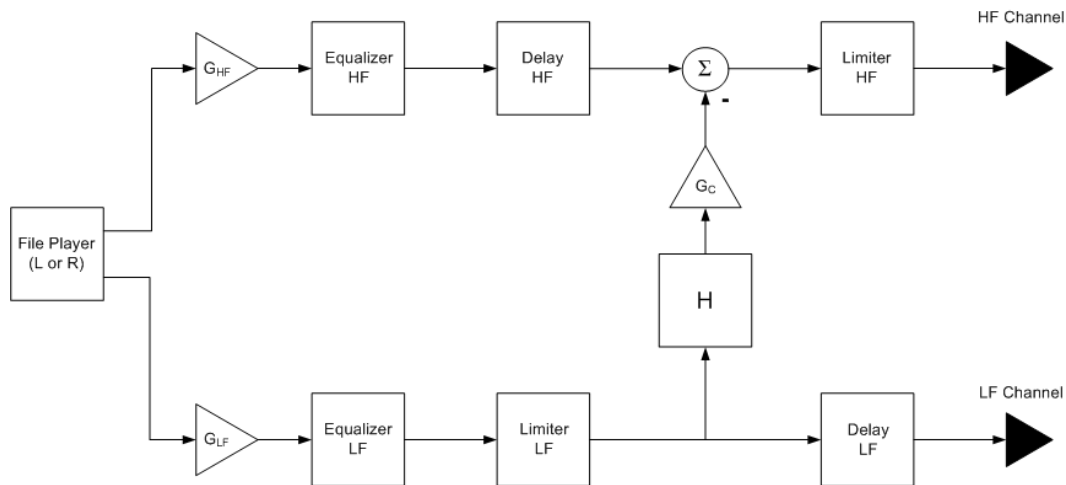 HF Channel
G_HF
Equalizer
HF
Delay
HF
Σ
Limiter
HF
-
G_C
File Player
(L or R)
H
LF Channel
G_LF
Equalizer
LF
Limiter
LF
Delay
LF